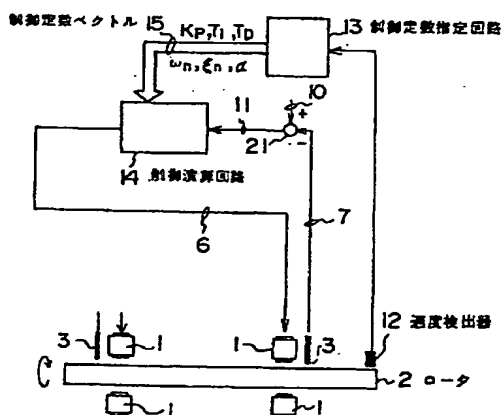 制御定数ベクトル 15
KP, Ti, TD
ωn, ξn, α
13 制御定数推定回路
10
+
11
21
-
14 制御演算回路
6
7
3
1
1
3
12 速度検出器
2 ロータ
1
1